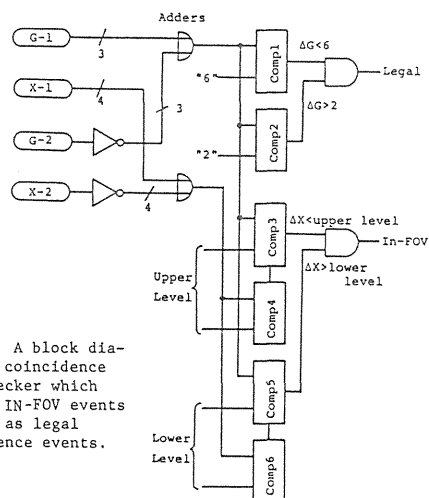 Adders
G-1
3
X-1
4
3
G-2
X-2
4
"6"
Comp1
ΔG<6
Legal
ΔG>2
"2"
Comp2
Comp3
ΔX<upper level
In-FOV
ΔX>lower
level
Upper
Level
Comp4
Comp5
Lower
Level
Comp6
A block dia-
coincidence
ecker which
IN-FOV events
as legal
ence events.